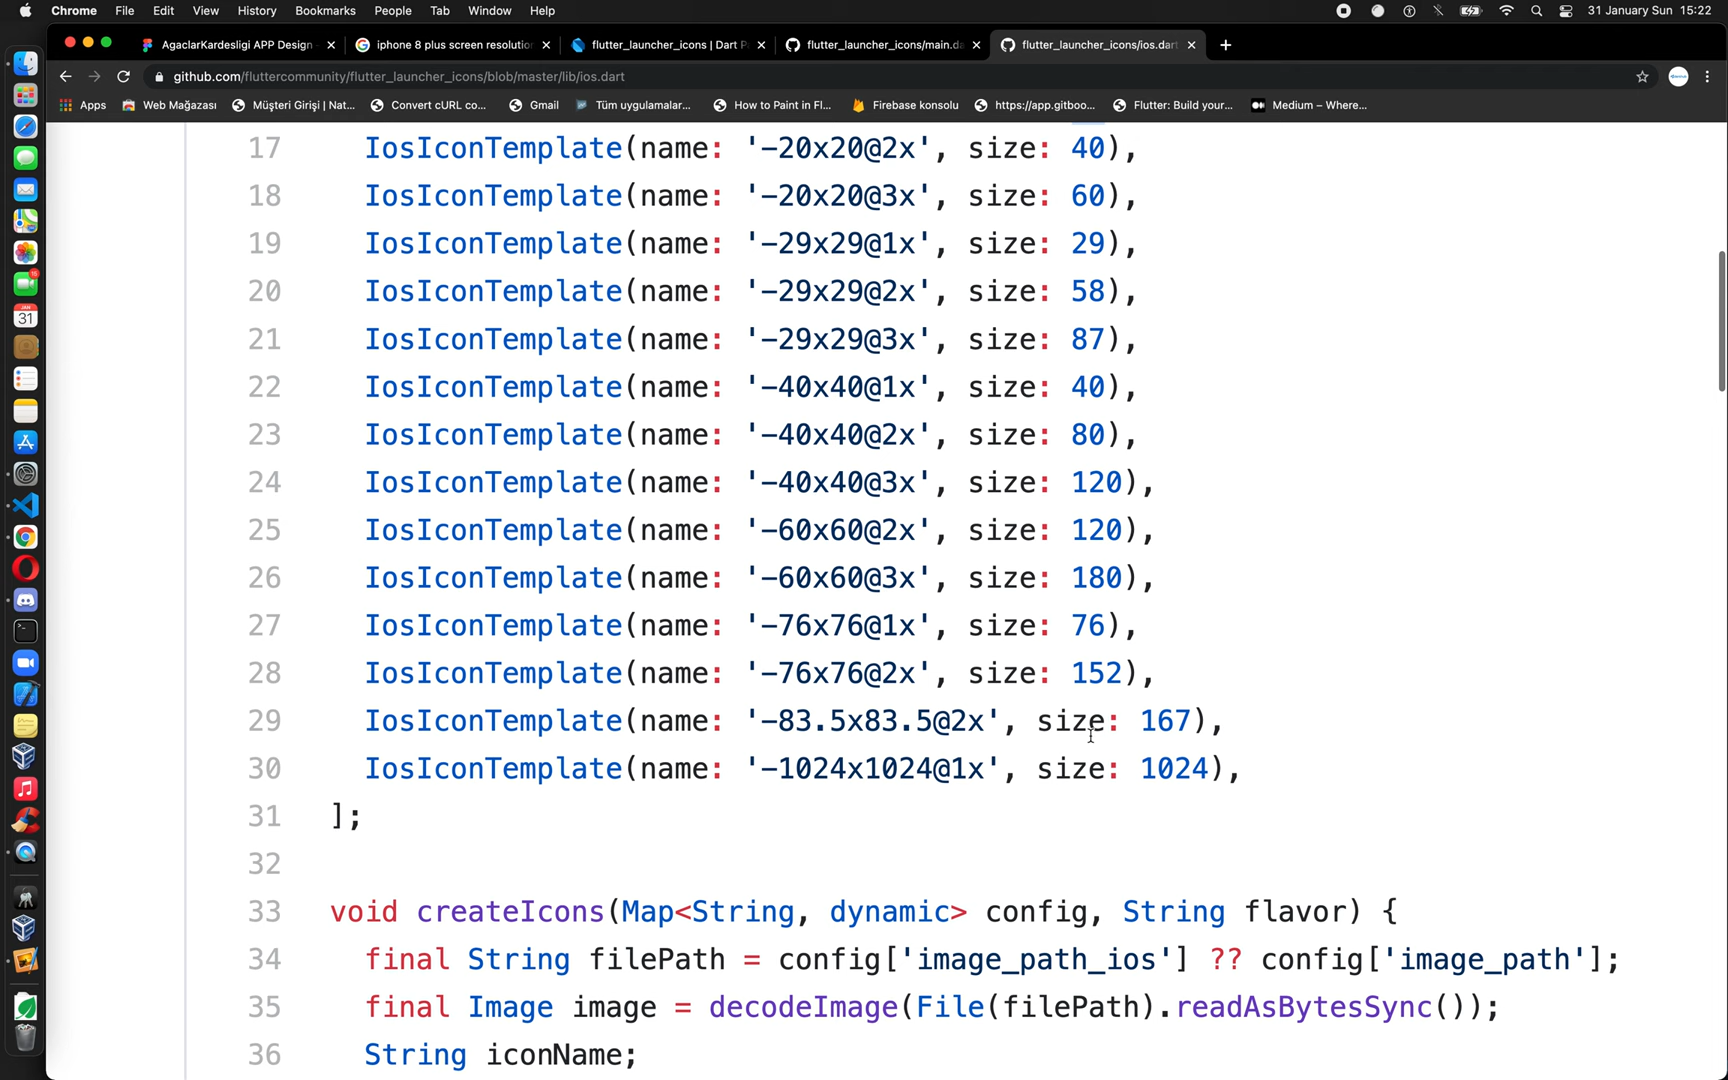 Chrome File Edit View History Bookmarks People Tab Window Help 31 January Sun 15:22
AgaclarKardesligi APP Design iphone 8 plus screen resolutio flutter_launcher_icons | Dart P flutter_launcher_icons/main.da flutter_launcher_icons/ios.dart
github.com/fluttercommunity/flutter_launcher_icons/blob/master/lib/ios.dart
Apps Web Mağazası Müşteri Girişi | Nat... Convert cURL co... Gmail Tüm uygulamalar... How to Paint in Fl... Firebase konsolu https://app.gitboo... Flutter: Build your... Medium – Where...
17 IosIconTemplate(name: '-20x20@2x', size: 40),
18 IosIconTemplate(name: '-20x20@3x', size: 60),
19 IosIconTemplate(name: '-29x29@1x', size: 29),
20 IosIconTemplate(name: '-29x29@2x', size: 58),
21 IosIconTemplate(name: '-29x29@3x', size: 87),
22 IosIconTemplate(name: '-40x40@1x', size: 40),
23 IosIconTemplate(name: '-40x40@2x', size: 80),
24 IosIconTemplate(name: '-40x40@3x', size: 120),
25 IosIconTemplate(name: '-60x60@2x', size: 120),
26 IosIconTemplate(name: '-60x60@3x', size: 180),
27 IosIconTemplate(name: '-76x76@1x', size: 76),
28 IosIconTemplate(name: '-76x76@2x', size: 152),
29 IosIconTemplate(name: '-83.5x83.5@2x', size: 167),
30 IosIconTemplate(name: '-1024x1024@1x', size: 1024),
31 ];
32
33 void createIcons(Map<String, dynamic> config, String flavor) {
34 final String filePath = config['image_path_ios'] ?? config['image_path'];
35 final Image image = decodeImage(File(filePath).readAsBytesSync());
36 String iconName;